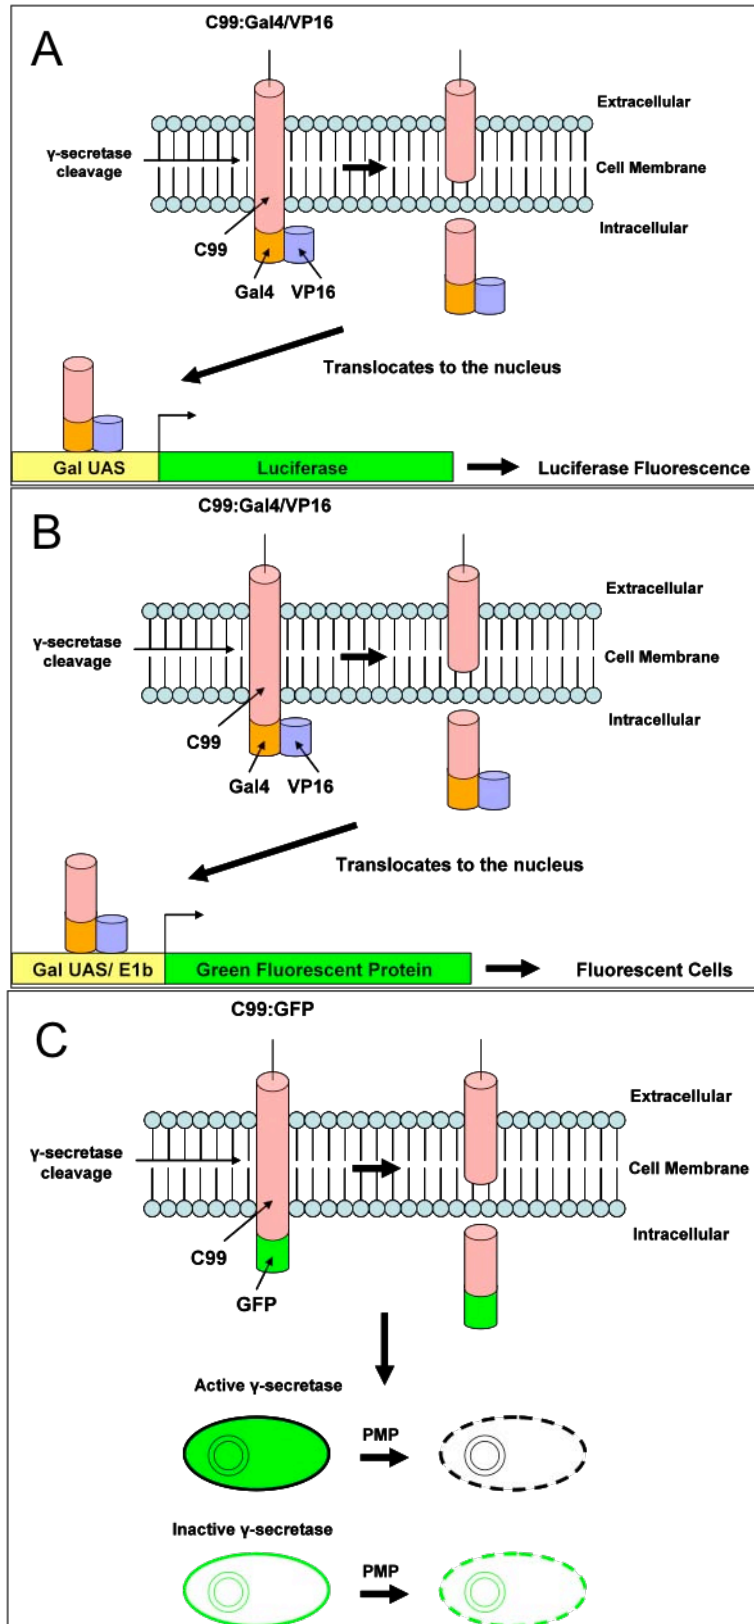 A
C99:Gal4/VP16
Extracellular
γ-secretase
cleavage
Cell Membrane
Intracellular
C99
Gal4 VP16
Translocates to the nucleus
Gal UAS
Luciferase
Luciferase Fluorescence
B
C99:Gal4/VP16
Extracellular
γ-secretase
cleavage
Cell Membrane
Intracellular
C99
Gal4 VP16
Translocates to the nucleus
Gal UAS/ E1b
Green Fluorescent Protein
Fluorescent Cells
C
C99:GFP
Extracellular
γ-secretase
cleavage
Cell Membrane
Intracellular
C99
GFP
Active γ-secretase
PMP
Inactive γ-secretase
PMP